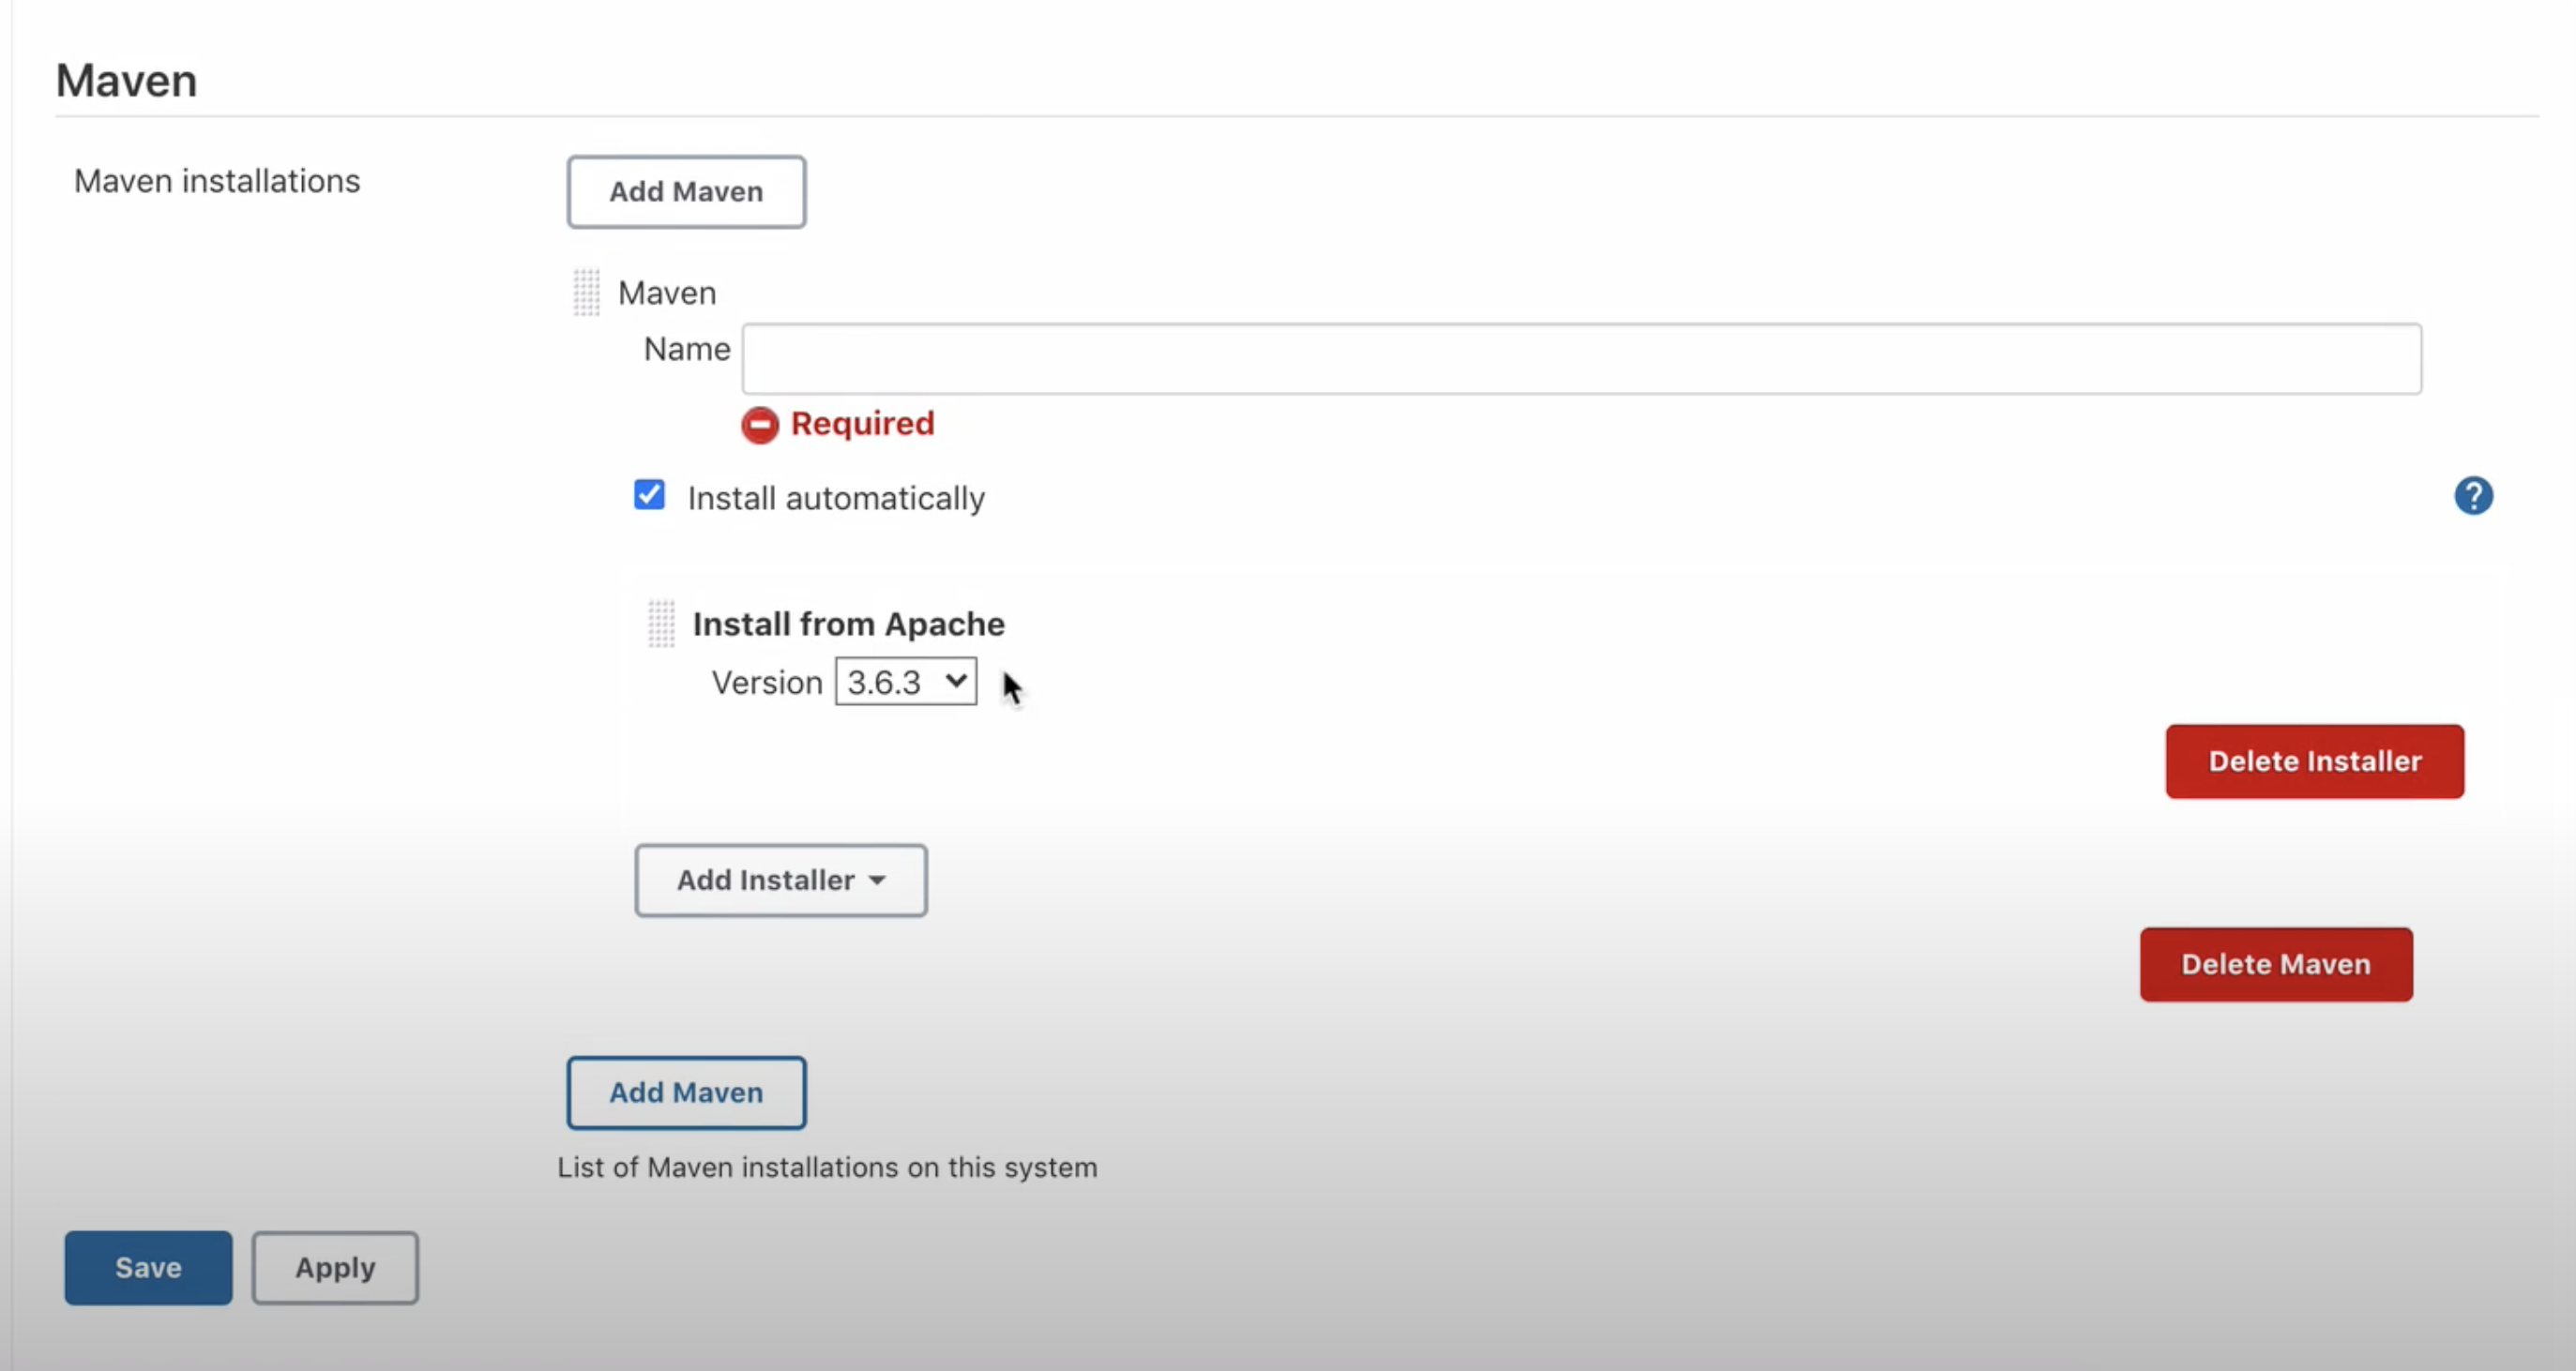 Maven
Maven installations
Add Maven
Maven
Name
Required
Install automatically
?
Install from Apache
Version 3.6.3
Delete Installer
Add Installer
Delete Maven
Add Maven
List of Maven installations on this system
Save Apply